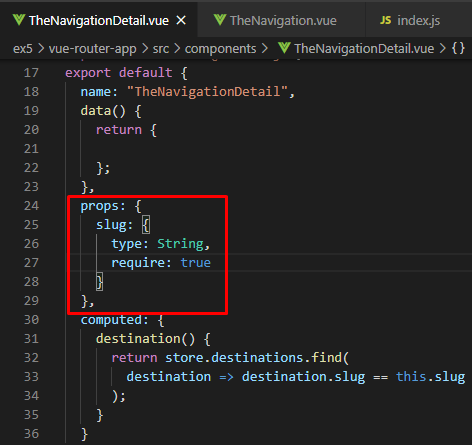 TheNavigationDetail.vue × TheNavigation.vue index.js
ex5 > vue-router-app > src > components > TheNavigationDetail.vue > {}
17 export default {
18 name: "TheNavigationDetail",
19 data() {
20 return {
21
22 };
23 },
24 props: {
25 slug: {
26 type: String,
27 require: true
28 }
29 },
30 computed: {
31 destination() {
32 return store.destinations.find(
33 destination => destination.slug == this.slug
34 );
35 }
36 }